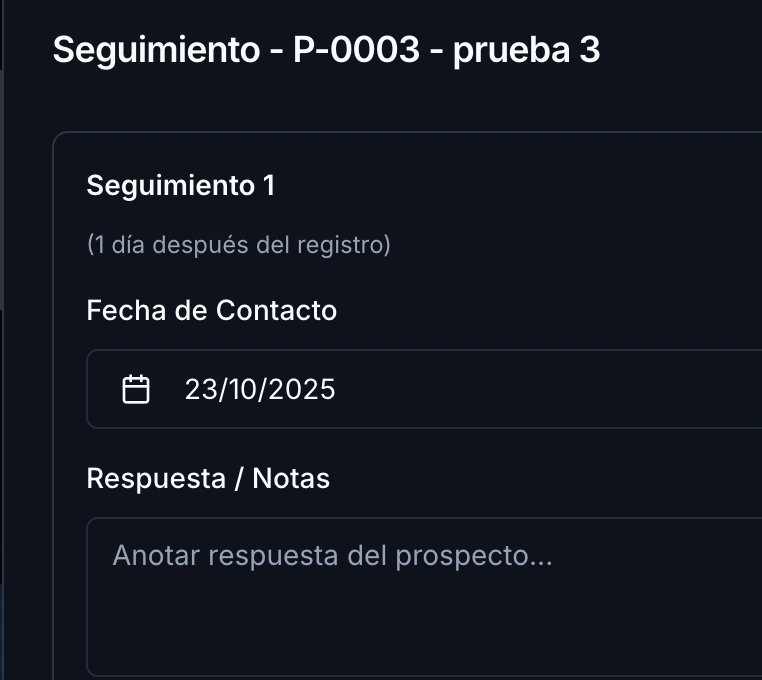 Seguimiento - P-0003 - prueba 3
Seguimiento 1
(1 día después del registro)
Fecha de Contacto
23/10/2025
Respuesta / Notas
Anotar respuesta del prospecto...